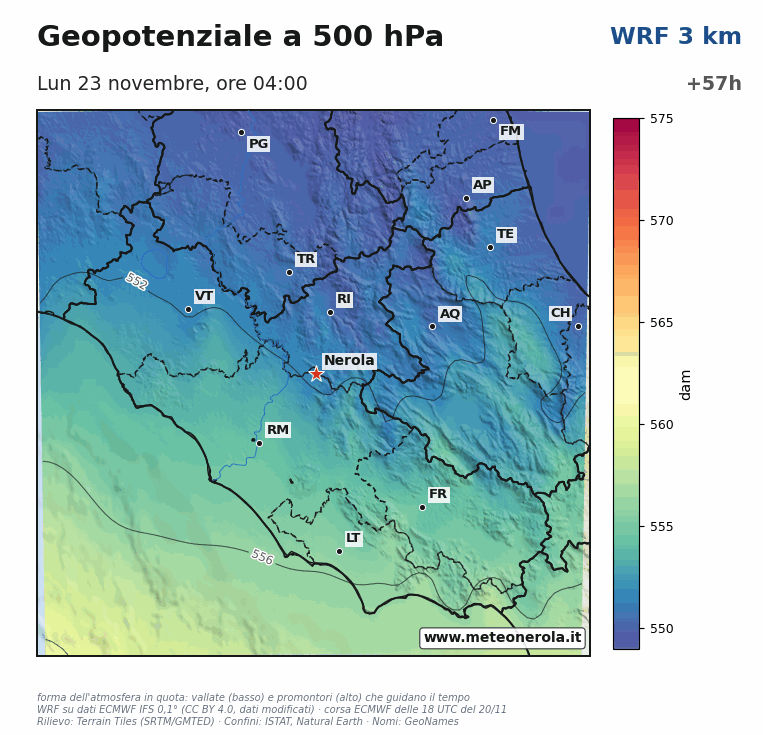 Geopotenziale a 500 hPa
WRF 3 km
Lun 23 novembre, ore 04:00
+57h
PG
FM
AP
TE
TR
552
VT
RI
AQ
CH
Nerola
RM
FR
LT
556
www.meteonerola.it
575
570
565
560
555
550
dam
forma dell'atmosfera in quota: vallate (basso) e promontori (alto) che guidano il tempo
WRF su dati ECMWF IFS 0,1° (CC BY 4.0, dati modificati) · corsa ECMWF delle 18 UTC del 20/11
Rilievo: Terrain Tiles (SRTM/GMTED) · Confini: ISTAT, Natural Earth · Nomi: GeoNames